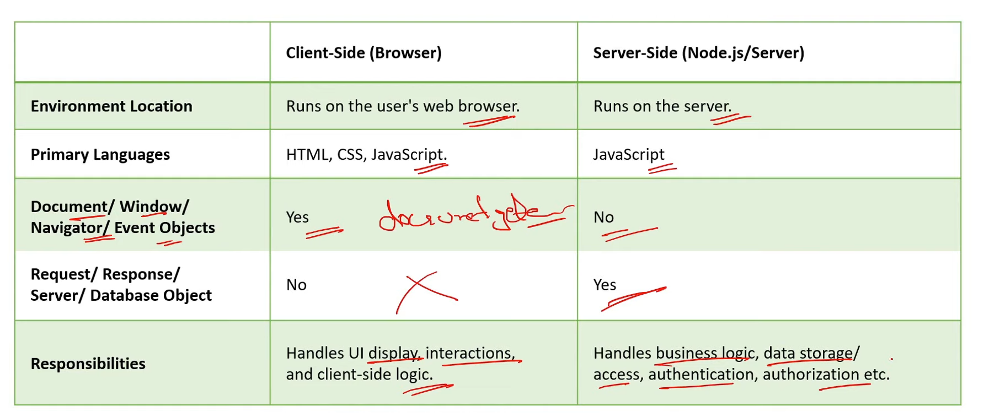 Client-Side (Browser)
Server-Side (Node.js/Server)
Environment Location
Runs on the user's web browser.
Runs on the server.
Primary Languages
HTML, CSS, JavaScript.
JavaScript
Document/ Window/
Navigator/ Event Objects
Yes
No
Request/ Response/
Server/ Database Object
No
Yes
Responsibilities
Handles UI display, interactions,
and client-side logic.
Handles business logic, data storage/
access, authentication, authorization etc.